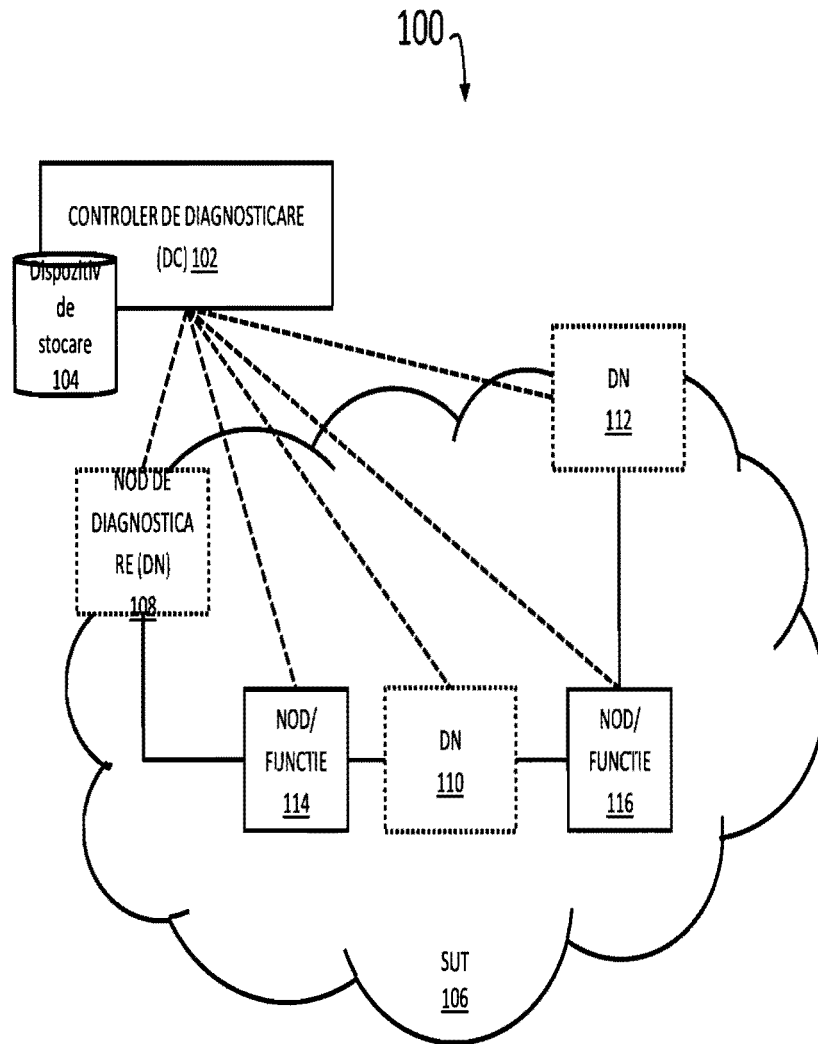 100
CONTROLER DE DIAGNOSTICARE
(DC) 102
Dispozitiv
de
stocare
104
DN
112
NOD DE
DIAGNOSTICA
RE (DN)
108
NOD/
FUNCTIE
114
DN
110
NOD/
FUNCTIE
116
SUT
106